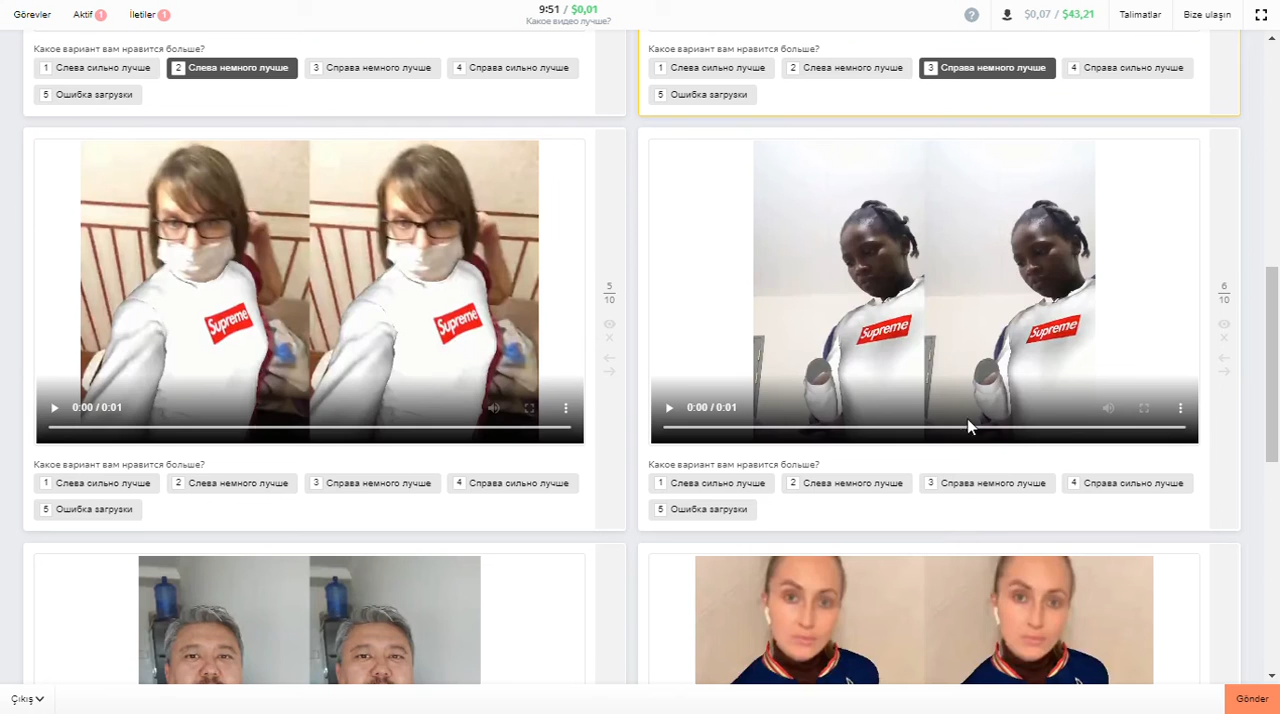 Görevler Aktif 1 İletiler 1 9:51 / $0,01 ? $0,07 / $43,21 Talimatlar Bize ulaşın
Какое видео лучше?
Какое вариант вам нравится больше?
1 Слева сильно лучше 2 Слева немного лучше 3 Справа немного лучше 4 Справа сильно лучше
5 Ошибка загрузки
Какое вариант вам нравится больше?
1 Слева сильно лучше 2 Слева немного лучше 3 Справа немного лучше 4 Справа сильно лучше
5 Ошибка загрузки
Supreme Supreme
0:00 / 0:01
5
10
Какое вариант вам нравится больше?
1 Слева сильно лучше 2 Слева немного лучше 3 Справа немного лучше 4 Справа сильно лучше
5 Ошибка загрузки
Supreme Supreme
0:00 / 0:01
6
10
Какое вариант вам нравится больше?
1 Слева сильно лучше 2 Слева немного лучше 3 Справа немного лучше 4 Справа сильно лучше
5 Ошибка загрузки
Çıkış Gönder